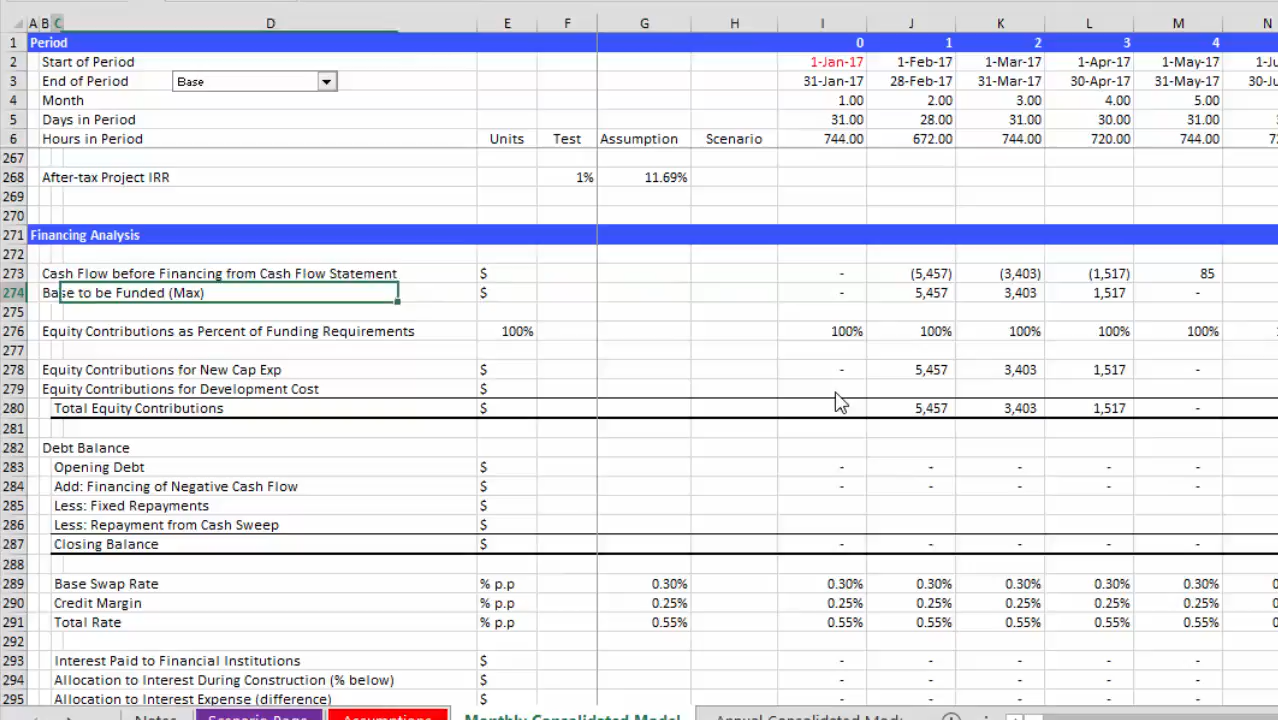 A B C D E F G H I J K L M N
1 Period 0 1 2 3 4
2 Start of Period 1-Jan-17 1-Feb-17 1-Mar-17 1-Apr-17 1-May-17
3 End of Period Base 31-Jan-17 28-Feb-17 31-Mar-17 30-Apr-17 31-May-17
4 Month 1.00 2.00 3.00 4.00 5.00
5 Days in Period 31.00 28.00 31.00 30.00 31.00
6 Hours in Period Units Test Assumption Scenario 744.00 672.00 744.00 720.00 744.00
267
268 After-tax Project IRR 1% 11.69%
269
270
271 Financing Analysis
272
273 Cash Flow before Financing from Cash Flow Statement $ - (5,457) (3,403) (1,517) 85
274 Base to be Funded (Max) $ - 5,457 3,403 1,517 -
275
276 Equity Contributions as Percent of Funding Requirements 100% 100% 100% 100% 100% 100%
277
278 Equity Contributions for New Cap Exp $ - 5,457 3,403 1,517 -
279 Equity Contributions for Development Cost $
280 Total Equity Contributions $ 5,457 3,403 1,517 -
281
282 Debt Balance
283 Opening Debt $ - - - - -
284 Add: Financing of Negative Cash Flow $ - - - - -
285 Less: Fixed Repayments $
286 Less: Repayment from Cash Sweep $
287 Closing Balance $ - - - - -
288
289 Base Swap Rate % p.p 0.30% 0.30% 0.30% 0.30% 0.30% 0.30%
290 Credit Margin % p.p 0.25% 0.25% 0.25% 0.25% 0.25% 0.25%
291 Total Rate % p.p 0.55% 0.55% 0.55% 0.55% 0.55% 0.55%
292
293 Interest Paid to Financial Institutions $ - - - - -
294 Allocation to Interest During Construction (% below) $ - - - - -
295 Allocation to Interest Expense (difference) $ - - - - -
Notes Scenario Page Assumptions Monthly Consolidated Model Annual Consolidated